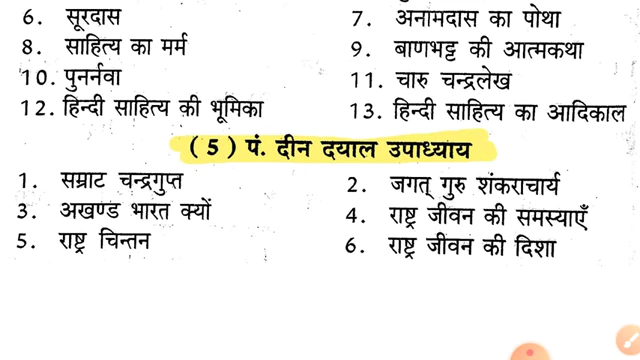 6. सूरदास 7. अनामदास का पोथा
8. साहित्य का मर्म 9. बाणभट्ट की आत्मकथा
10. पुनर्नवा 11. चारु चन्द्रलेख
12. हिन्दी साहित्य की भूमिका 13. हिन्दी साहित्य का आदिकाल
(5) पं. दीन दयाल उपाध्याय
1. सम्राट चन्द्रगुप्त 2. जगत् गुरु शंकराचार्य
3. अखण्ड भारत क्यों 4. राष्ट्र जीवन की समस्याएँ
5. राष्ट्र चिन्तन 6. राष्ट्र जीवन की दिशा